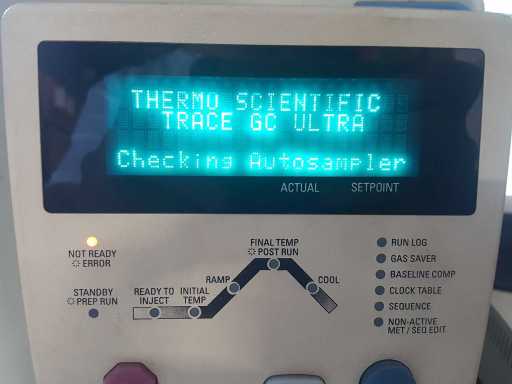 THERMO SCIENTIFIC
TRACE GC ULTRA
Checking Autosampler
ACTUAL SETPOINT
NOT READY
ERROR
STANDBY
PREP RUN
READY TO
INJECT
INITIAL
TEMP
RAMP
FINAL TEMP
POST RUN
COOL
RUN LOG
GAS SAVER
BASELINE COMP
CLOCK TABLE
SEQUENCE
NON-ACTIVE
MET / SEQ EDIT